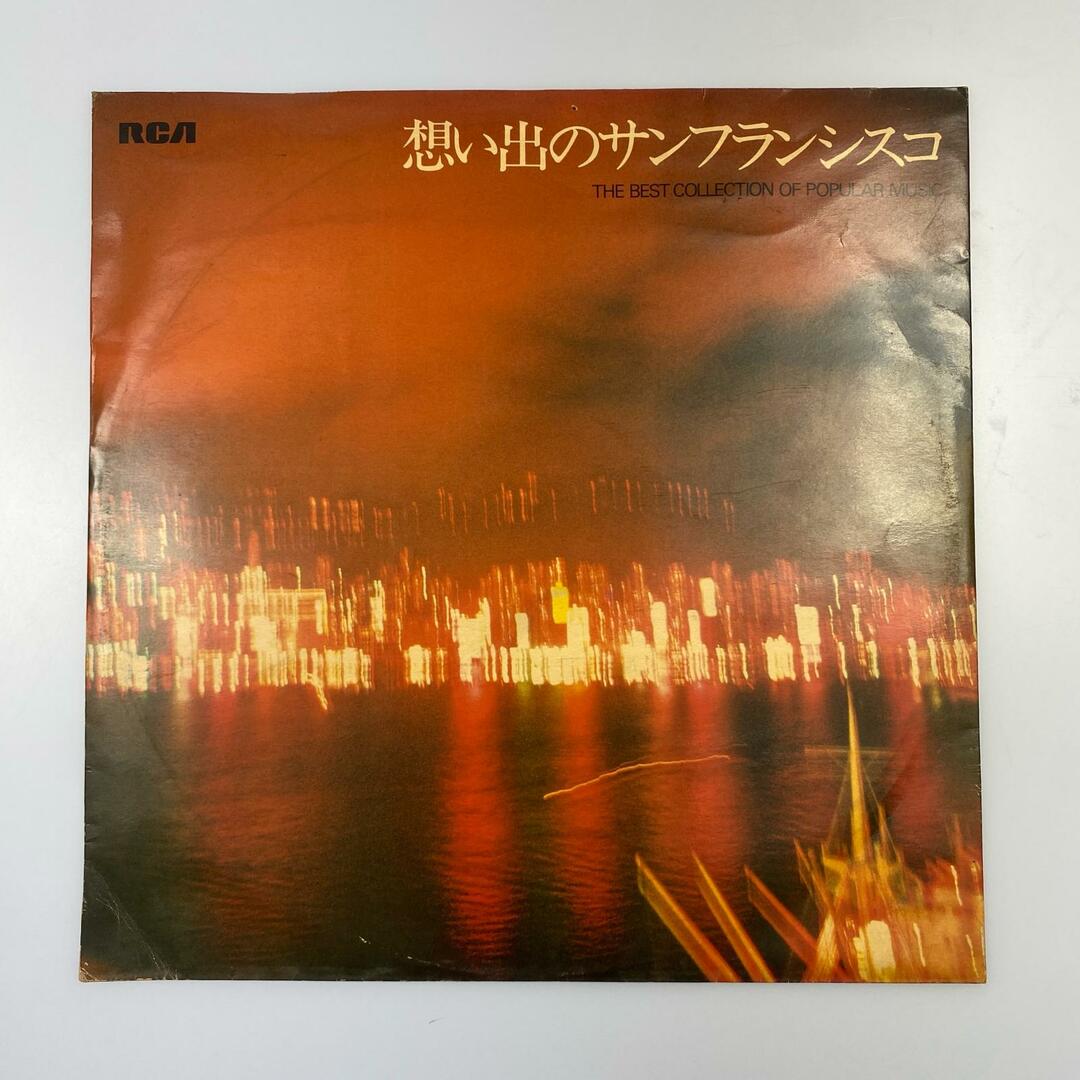 RCA
想い出のサンフランシスコ
THE BEST COLLECTION OF POPULAR MUSIC